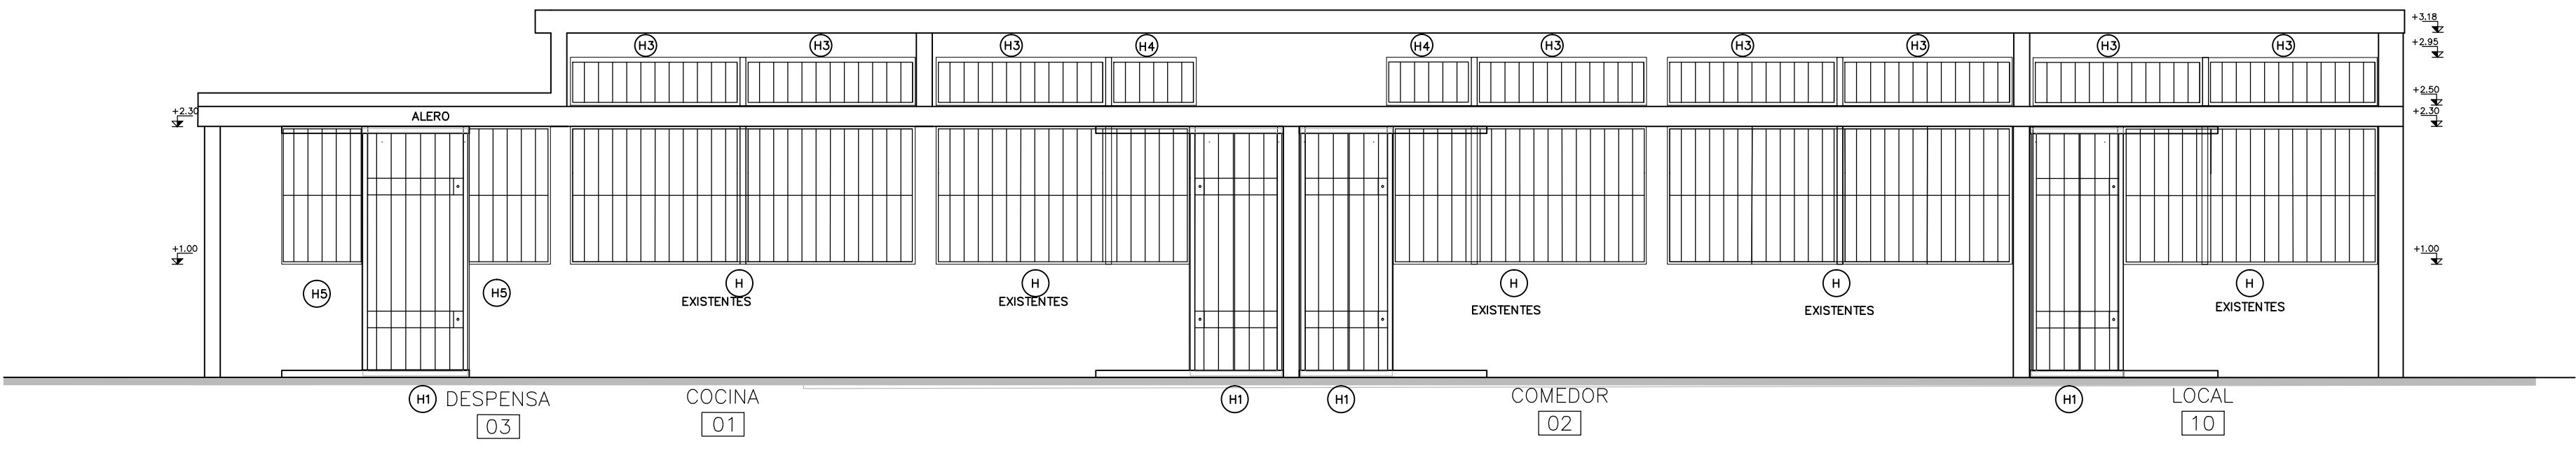 +3.18
H3 H3 H3 H4 H4 H3 H3 H3 H3 H3
+2.95
+2.50
+2.30 ALERO +2.30
+1.00 +1.00
H5 H5 H H H H H
EXISTENTES EXISTENTES EXISTENTES EXISTENTES EXISTENTES
H1 DESPENSA COCINA H1 H1 COMEDOR H1 LOCAL
03 01 02 10